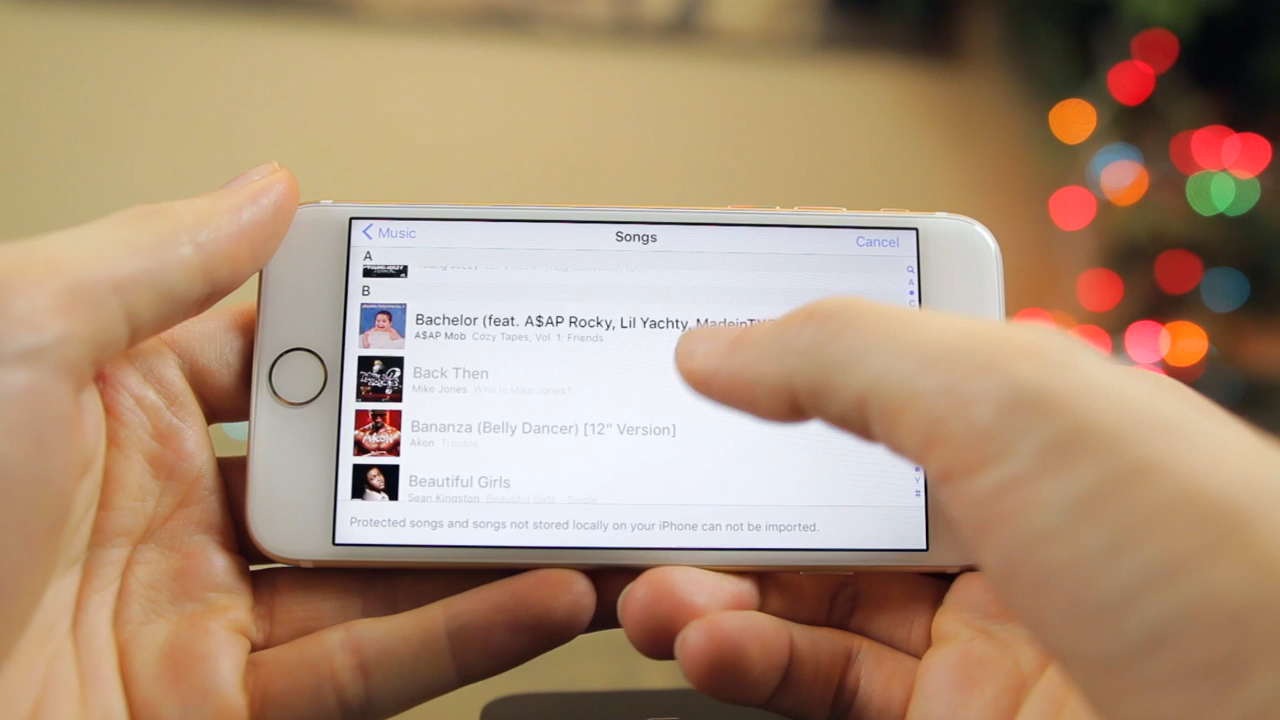 Music
Songs
Cancel
A
B
Bachelor (feat. A$AP Rocky, Lil Yachty, MadeinTY
A$AP Mob Cozy Tapes, Vol. 1: Friends
Back Then
Mike Jones Who Is Mike Jones?
Bananza (Belly Dancer) [12" Version]
Akon Trouble
AKON
Beautiful Girls
Sean Kingston Beautiful Girls - Single
Protected songs and songs not stored locally on your iPhone can not be imported.
A
C
Y
#